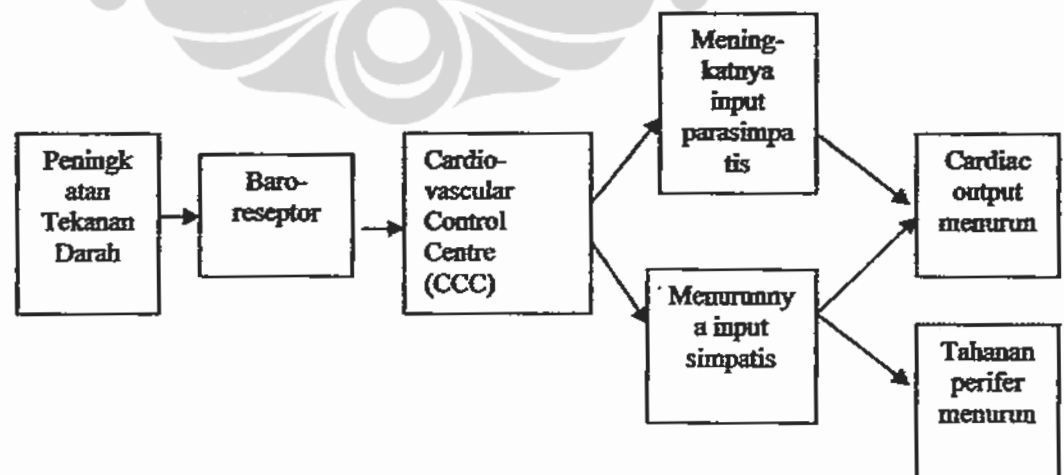 Peningk
atan
Tekanan
Darah
Baro-
reseptor
Cardio-
vascular
Control
Centre
(CCC)
Mening-
katnya
input
parasimpa
tis
Menurunny
a input
simpatis
Cardiac
output
menurun
Tahanan
perifer
menurun